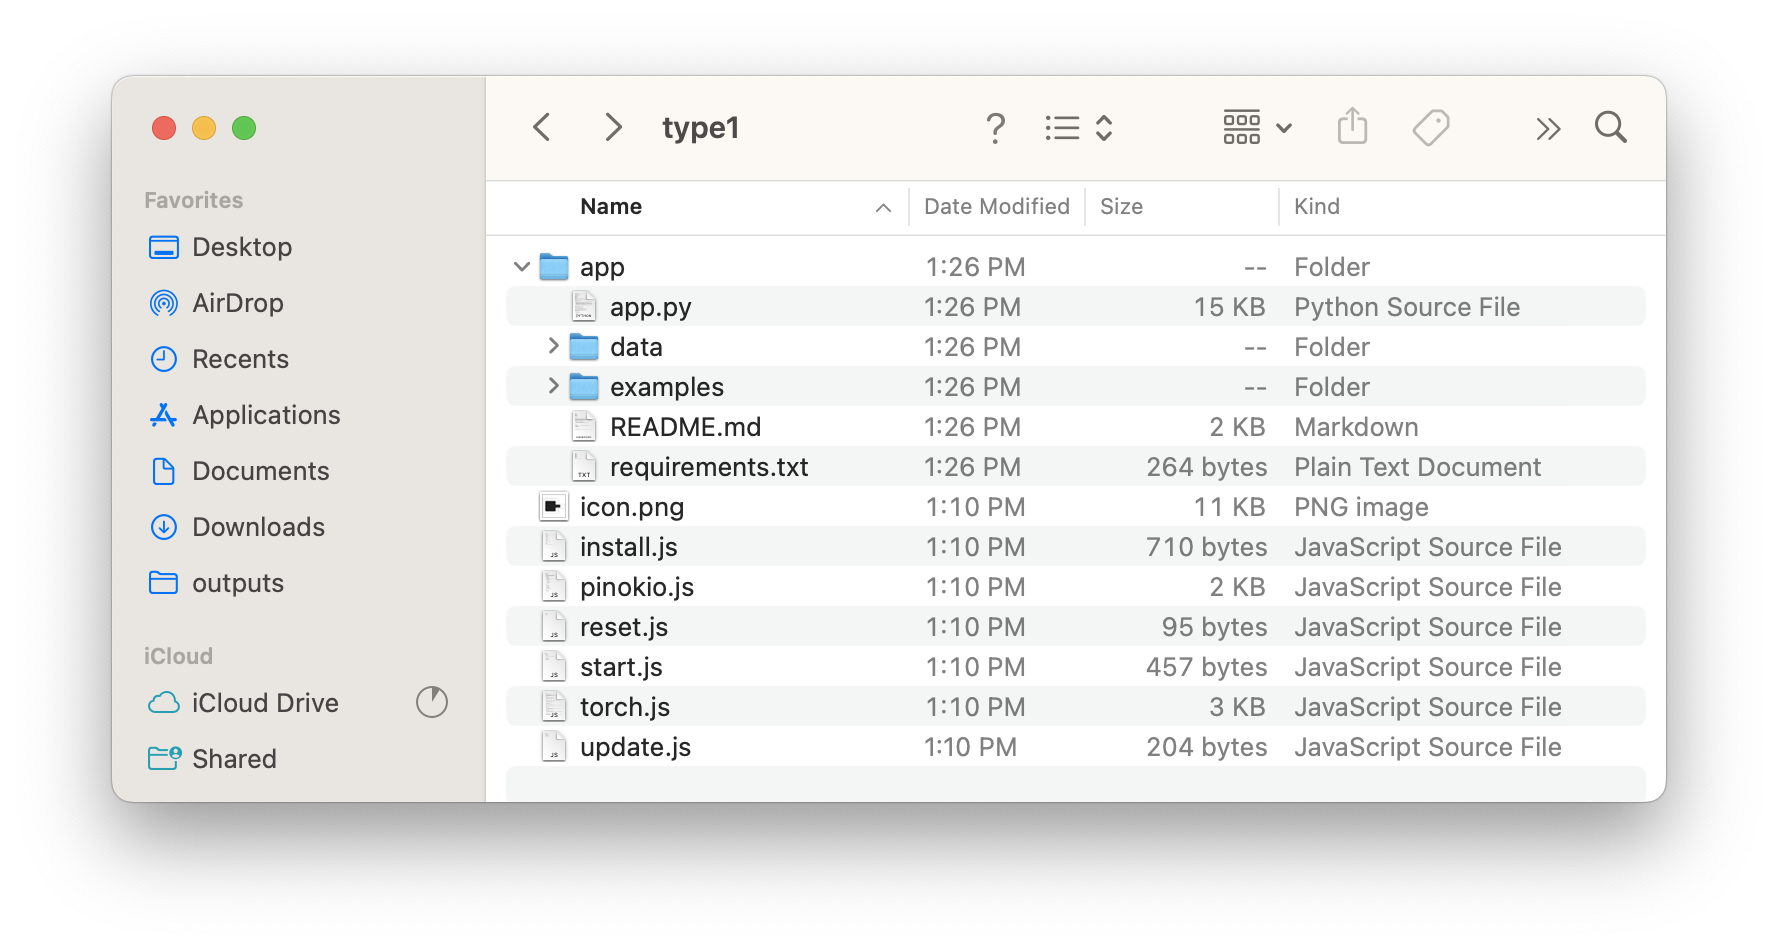 type1
Favorites
Desktop
AirDrop
Recents
Applications
Documents
Downloads
outputs
iCloud
iCloud Drive
Shared
Name Date Modified Size Kind
app 1:26 PM -- Folder
app.py 1:26 PM 15 KB Python Source File
data 1:26 PM -- Folder
examples 1:26 PM -- Folder
README.md 1:26 PM 2 KB Markdown
requirements.txt 1:26 PM 264 bytes Plain Text Document
icon.png 1:10 PM 11 KB PNG image
install.js 1:10 PM 710 bytes JavaScript Source File
pinokio.js 1:10 PM 2 KB JavaScript Source File
reset.js 1:10 PM 95 bytes JavaScript Source File
start.js 1:10 PM 457 bytes JavaScript Source File
torch.js 1:10 PM 3 KB JavaScript Source File
update.js 1:10 PM 204 bytes JavaScript Source File